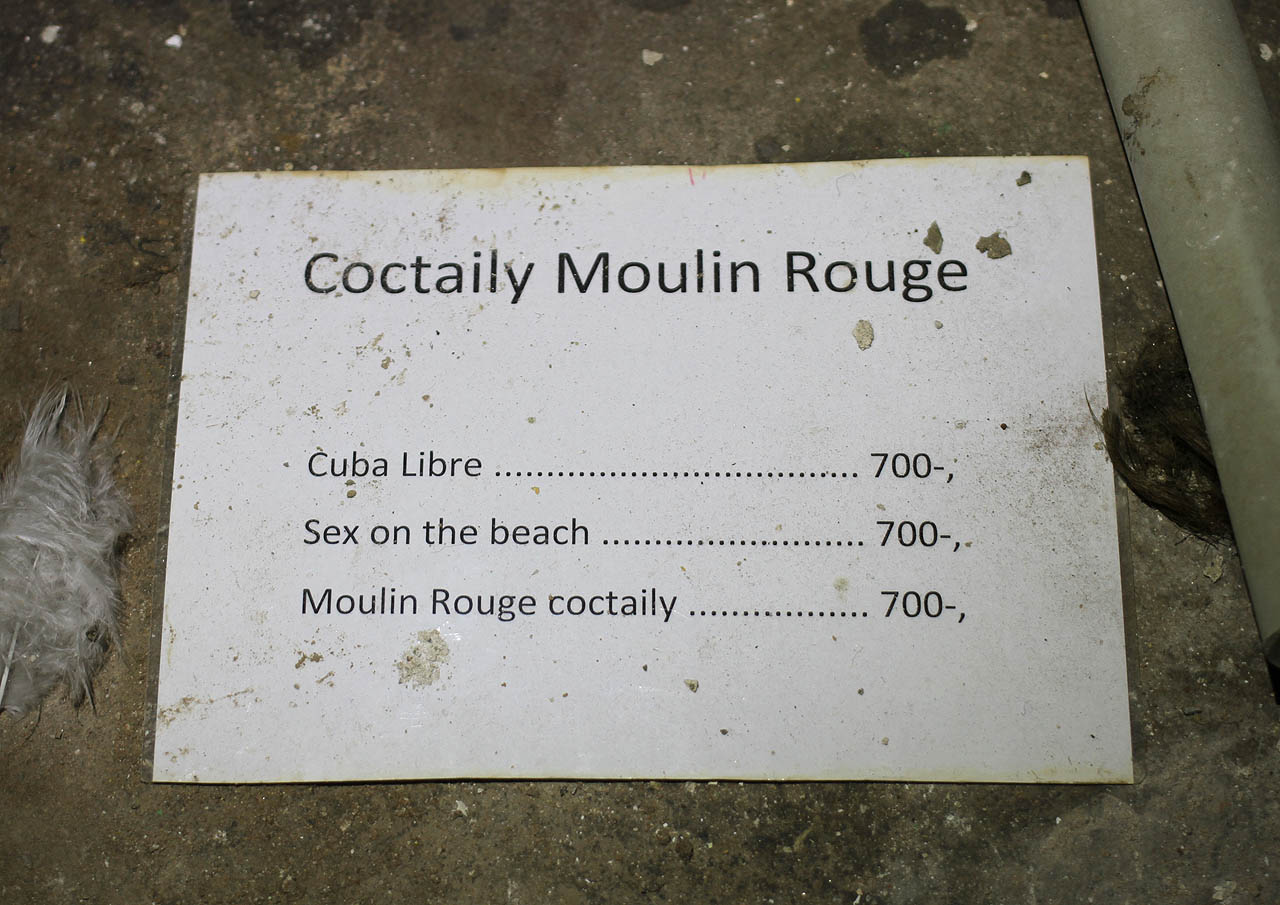 Coctaily Moulin Rouge
Cuba Libre ................................... 700-,
Sex on the beach ....................... 700-,
Moulin Rouge coctaily ................. 700-,